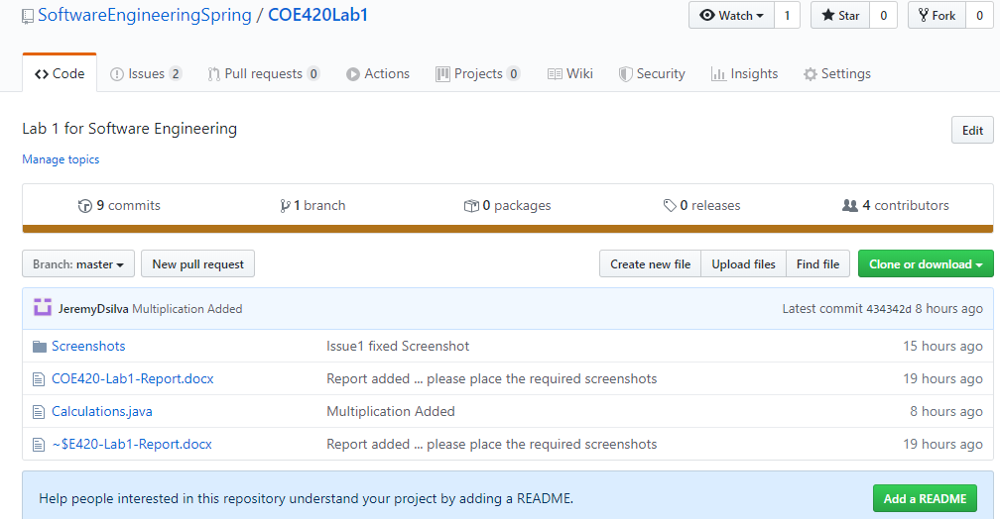 SoftwareEngineeringSpring / COE420Lab1 Watch 1 Star 0 Fork 0
Code Issues 2 Pull requests 0 Actions Projects 0 Wiki Security Insights Settings
Lab 1 for Software Engineering Edit
Manage topics
9 commits 1 branch 0 packages 0 releases 4 contributors
Branch: master New pull request Create new file Upload files Find file Clone or download
JeremyDsilva Multiplication Added Latest commit 434342d 8 hours ago
Screenshots Issue1 fixed Screenshot 15 hours ago
COE420-Lab1-Report.docx Report added ... please place the required screenshots 19 hours ago
Calculations.java Multiplication Added 8 hours ago
~$E420-Lab1-Report.docx Report added ... please place the required screenshots 19 hours ago
Help people interested in this repository understand your project by adding a README. Add a README